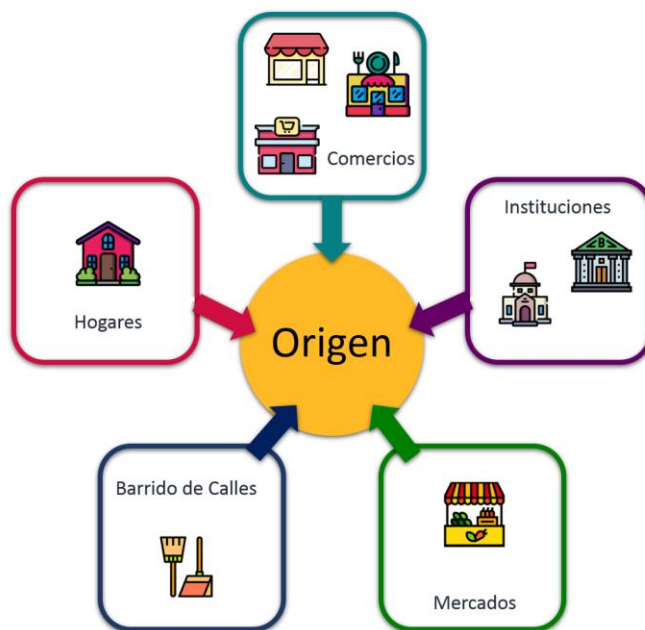 Comercios
Instituciones
Hogares
Origen
Barrido de Calles
Mercados
B